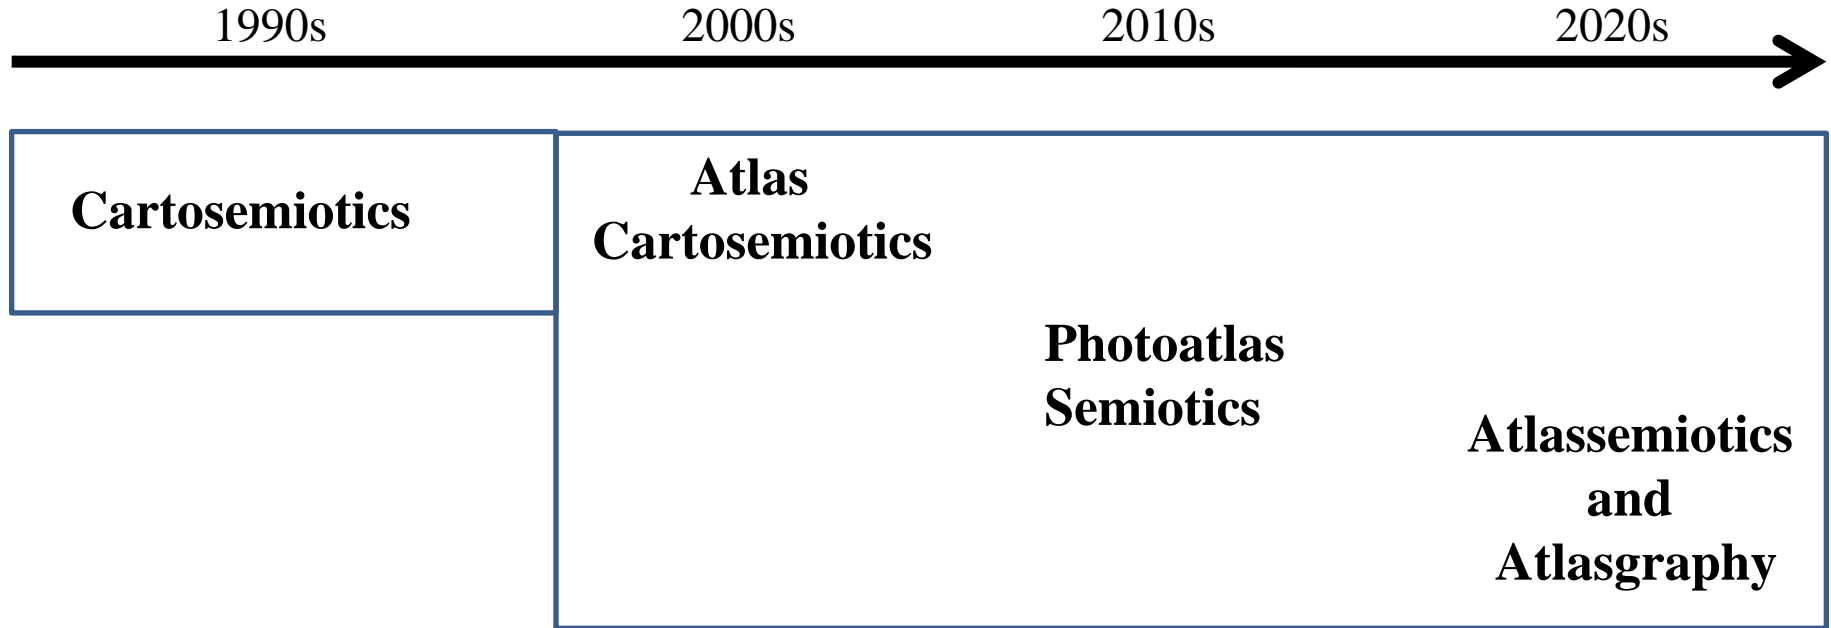 1990s 2000s 2010s 2020s
Cartosemiotics
Atlas
Cartosemiotics
Photoatlas
Semiotics
Atlassemiotics
and
Atlasgraphy